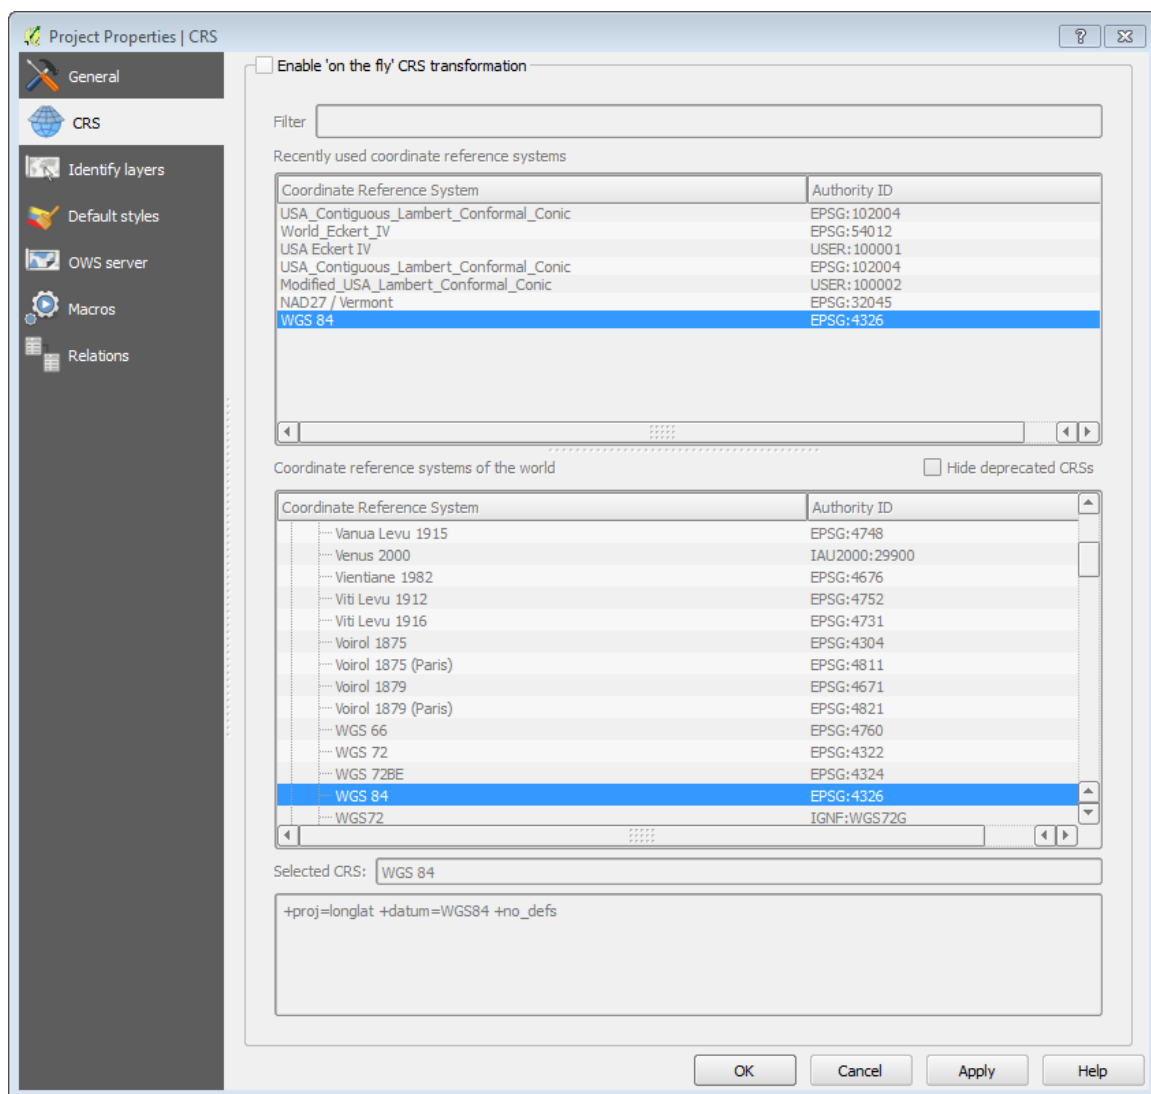 Project Properties | CRS
General
CRS
Identify layers
Default styles
OWS server
Macros
Relations
Enable 'on the fly' CRS transformation
Filter
Recently used coordinate reference systems
Coordinate Reference System Authority ID
USA_Contiguous_Lambert_Conformal_Conic EPSG:102004
World_Eckert_IV EPSG:54012
USA Eckert IV USER:100001
USA_Contiguous_Lambert_Conformal_Conic EPSG:102004
Modified_USA_Lambert_Conformal_Conic USER:100002
NAD27 / Vermont EPSG:32045
WGS 84 EPSG:4326
Coordinate reference systems of the world Hide deprecated CRSs
Coordinate Reference System Authority ID
Vanua Levu 1915 EPSG:4748
Venus 2000 IAU2000:29900
Vientiane 1982 EPSG:4676
Viti Levu 1912 EPSG:4752
Viti Levu 1916 EPSG:4731
Voirol 1875 EPSG:4304
Voirol 1875 (Paris) EPSG:4811
Voirol 1879 EPSG:4671
Voirol 1879 (Paris) EPSG:4821
WGS 66 EPSG:4760
WGS 72 EPSG:4322
WGS 72BE EPSG:4324
WGS 84 EPSG:4326
WGS72 IGNF:WGS72G
Selected CRS: WGS 84
+proj=longlat +datum=WGS84 +no_defs
OK Cancel Apply Help